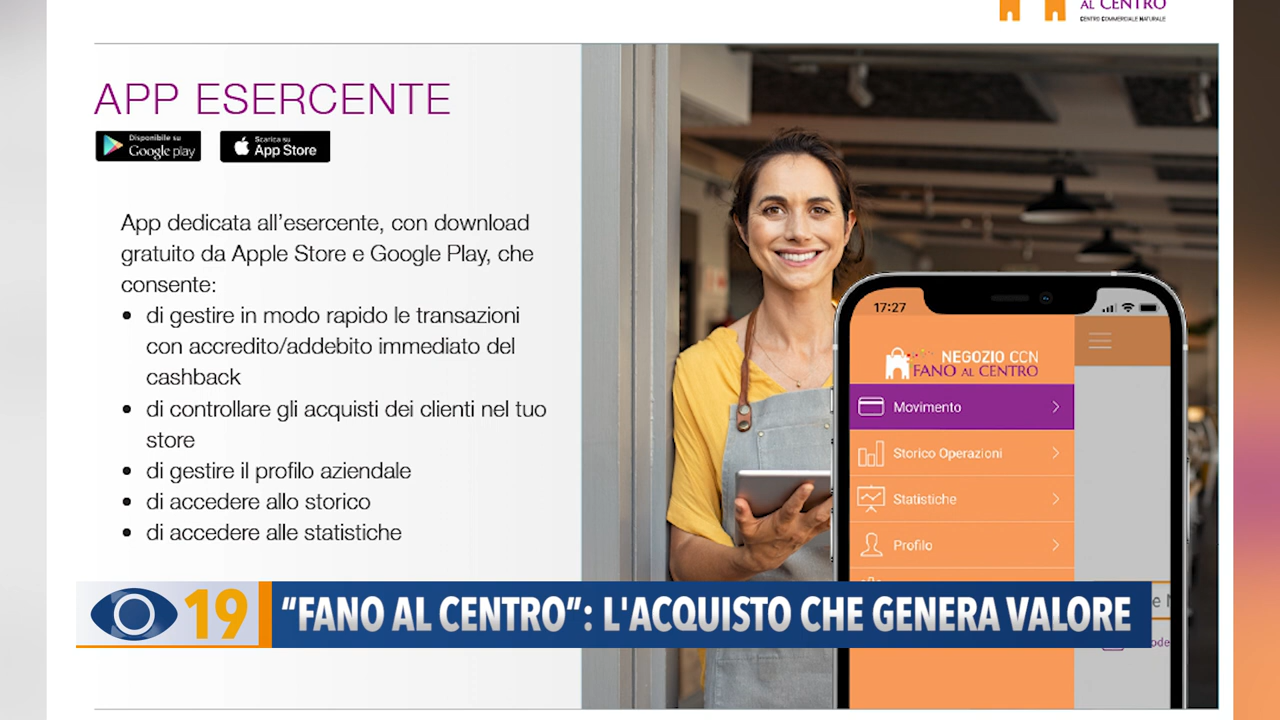 AL CENTRO
CENTRO COMMERCIALE NATURALE
APP ESERCENTE
Disponibile su
Google play
Scarica su
App Store
App dedicata all'esercente, con download
gratuito da Apple Store e Google Play, che
consente:
• di gestire in modo rapido le transazioni
con accredito/addebito immediato del
cashback
• di controllare gli acquisti dei clienti nel tuo
store
• di gestire il profilo aziendale
• di accedere allo storico
• di accedere alle statistiche
17:27
NEGOZIO CCN
FANO AL CENTRO
Movimento
Storico Operazioni
Statistiche
Profilo
19
“FANO AL CENTRO”: L'ACQUISTO CHE GENERA VALORE